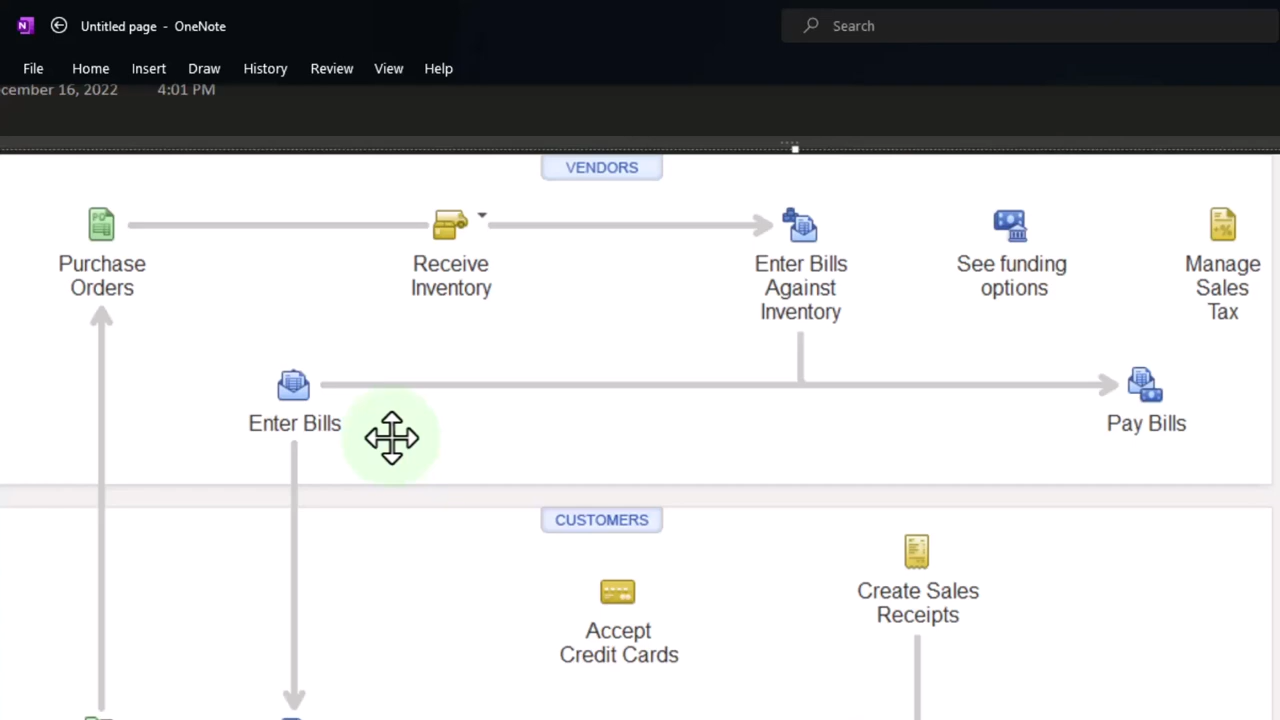 Untitled page - OneNote
Search
File Home Insert Draw History Review View Help
cember 16, 2022 4:01 PM
VENDORS
Purchase
Orders
Receive
Inventory
Enter Bills
Against
Inventory
See funding
options
Manage
Sales
Tax
Enter Bills
Pay Bills
CUSTOMERS
Create Sales
Receipts
Accept
Credit Cards